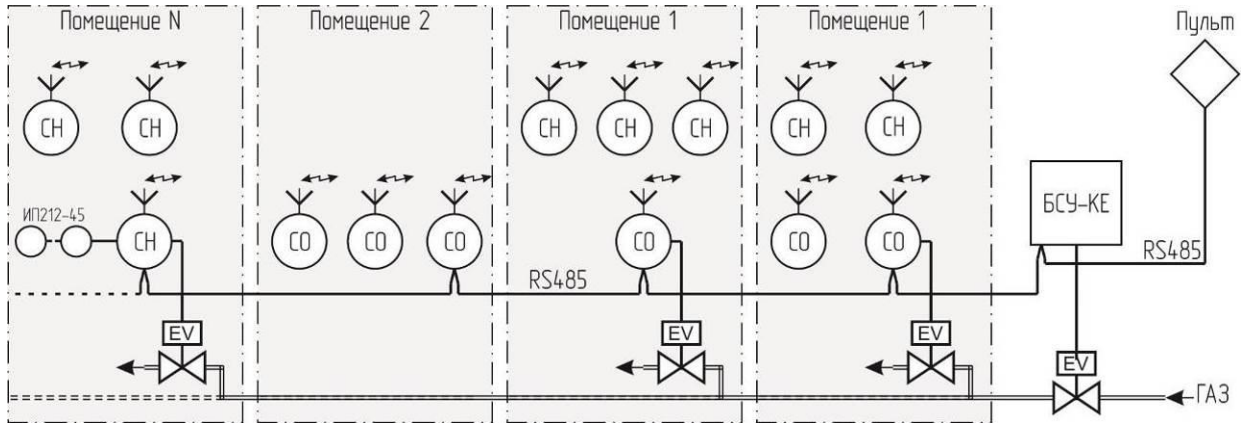 Помещение N
Помещение 2
Помещение 1
Помещение 1
Пульт
CH
CH
CH
CH
CH
CH
CH
ИП212-45
CH
CO
CO
CO
CO
CO
CO
БСУ-КЕ
RS485
RS485
EV
EV
EV
EV
ГАЗ